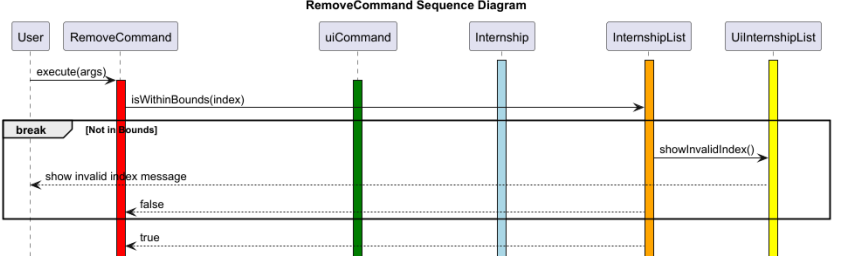 RemoveCommand Sequence Diagram
User
RemoveCommand
uiCommand
Internship
InternshipList
UiInternshipList
execute(args)
isWithinBounds(index)
break
[Not in Bounds]
showInvalidIndex()
show invalid index message
false
true